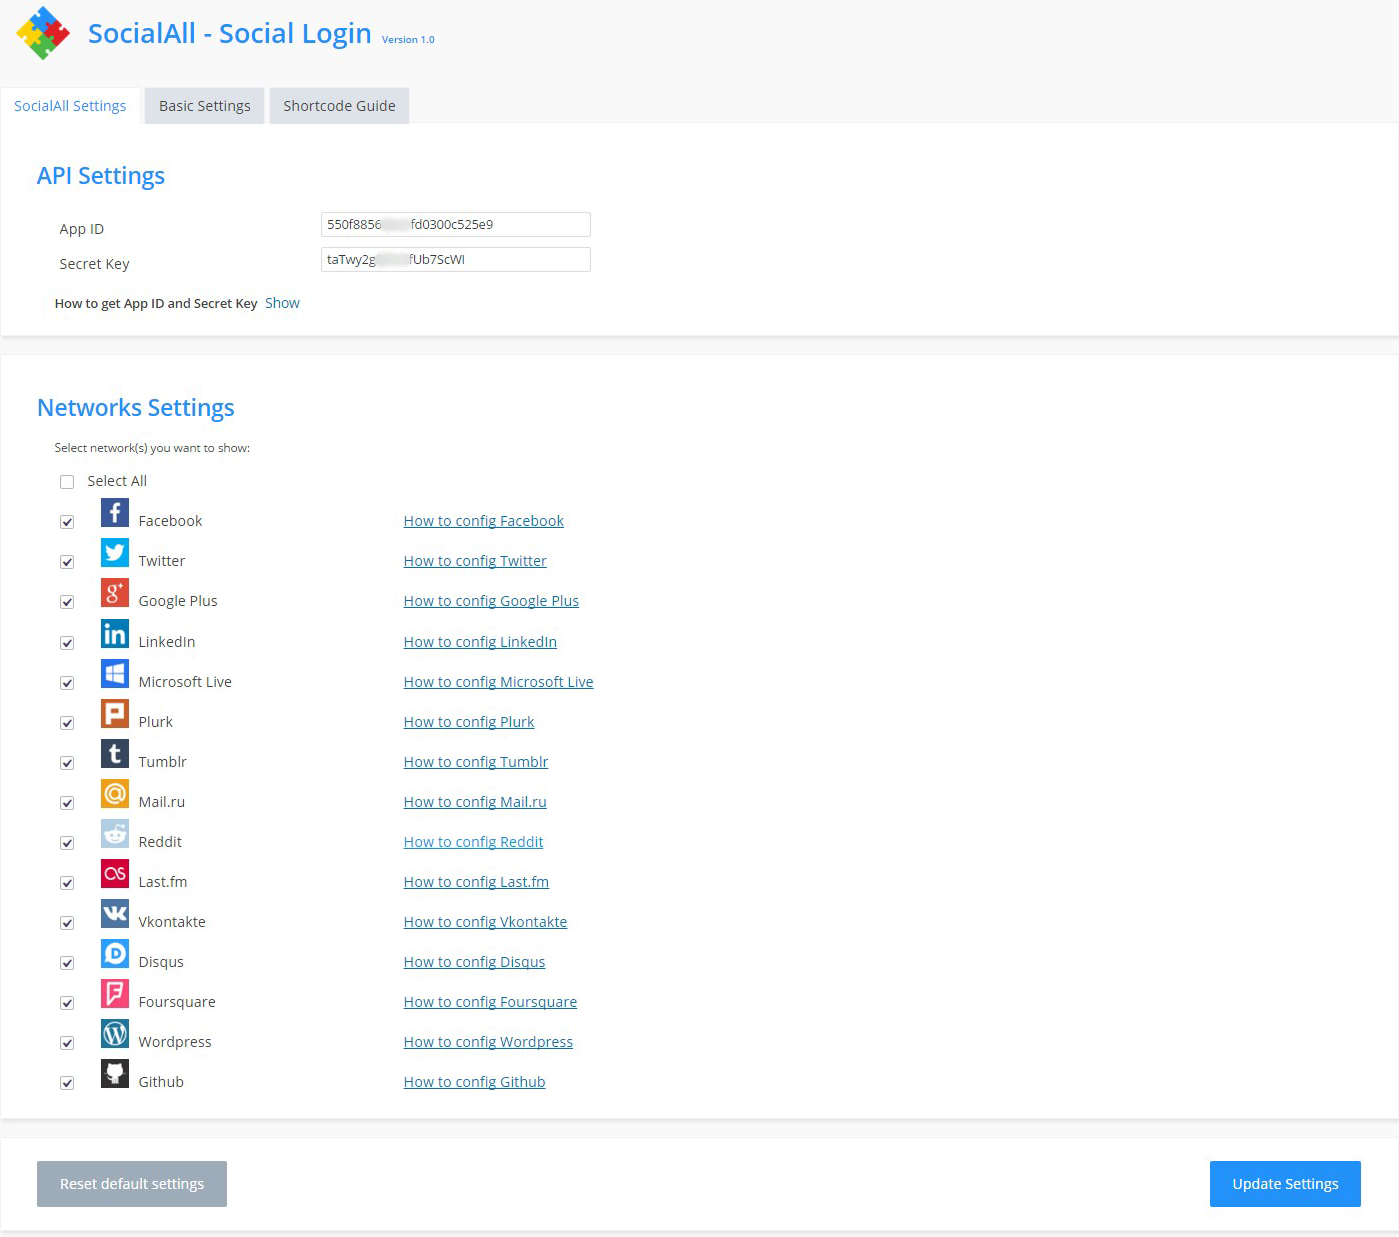 SocialAll - Social Login Version 1.0
SocialAll Settings Basic Settings Shortcode Guide
API Settings
App ID 550f8856 fd0300c525e9
Secret Key taTwy2g fUb7ScWl
How to get App ID and Secret Key Show
Networks Settings
Select network(s) you want to show:
Select All
Facebook How to config Facebook
Twitter How to config Twitter
Google Plus How to config Google Plus
LinkedIn How to config LinkedIn
Microsoft Live How to config Microsoft Live
Plurk How to config Plurk
Tumblr How to config Tumblr
Mail.ru How to config Mail.ru
Reddit How to config Reddit
Last.fm How to config Last.fm
Vkontakte How to config Vkontakte
Disqus How to config Disqus
Foursquare How to config Foursquare
Wordpress How to config Wordpress
Github How to config Github
Reset default settings Update Settings